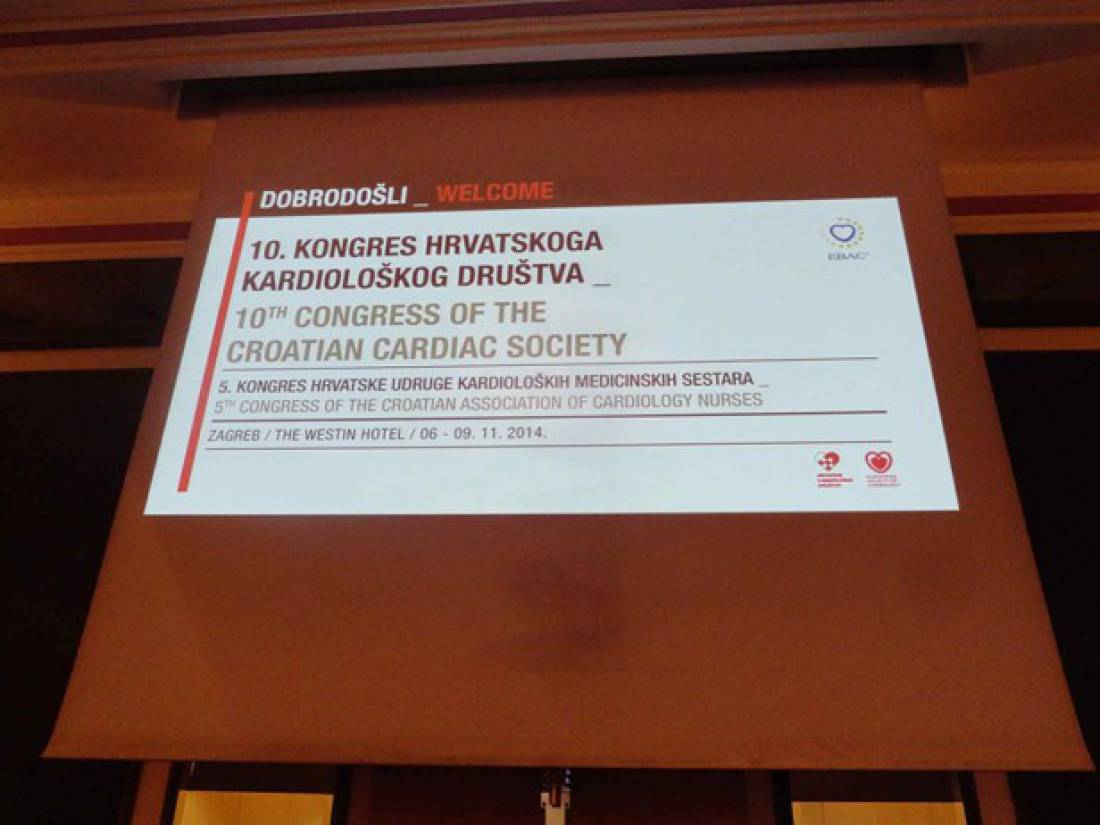 DOBRODOŠLI _ WELCOME
10. KONGRES HRVATSKOGA
KARDIOLOŠKOG DRUŠTVA _
10TH CONGRESS OF THE
CROATIAN CARDIAC SOCIETY
5. KONGRES HRVATSKE UDRUGE KARDIOLOŠKIH MEDICINSKIH SESTARA _
5TH CONGRESS OF THE CROATIAN ASSOCIATION OF CARDIOLOGY NURSES
ZAGREB / THE WESTIN HOTEL / 06 - 09. 11. 2014.
EBAC